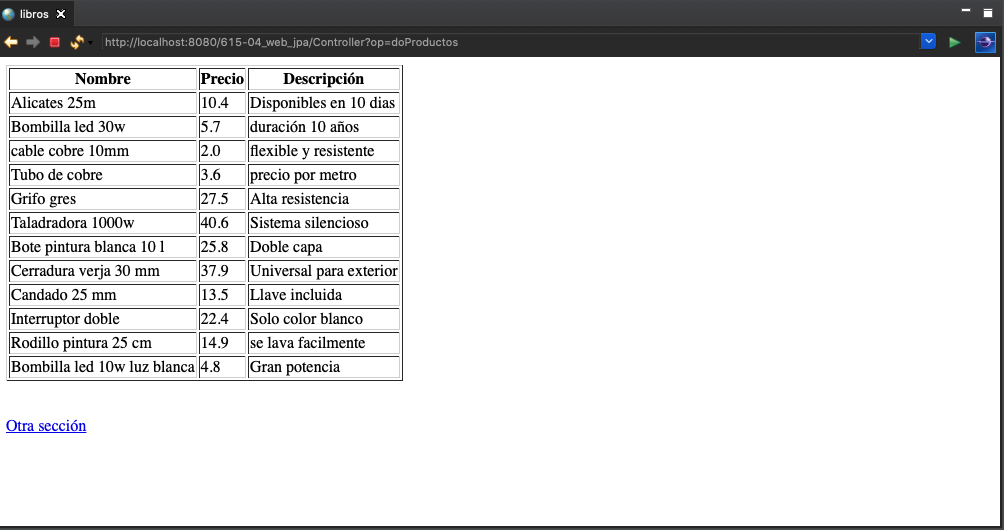 libros
http://localhost:8080/615-04_web_jpa/Controller?op=doProductos
Nombre Precio Descripción
Alicates 25m 10.4 Disponibles en 10 dias
Bombilla led 30w 5.7 duración 10 años
cable cobre 10mm 2.0 flexible y resistente
Tubo de cobre 3.6 precio por metro
Grifo gres 27.5 Alta resistencia
Taladradora 1000w 40.6 Sistema silencioso
Bote pintura blanca 10 l 25.8 Doble capa
Cerradura verja 30 mm 37.9 Universal para exterior
Candado 25 mm 13.5 Llave incluida
Interruptor doble 22.4 Solo color blanco
Rodillo pintura 25 cm 14.9 se lava facilmente
Bombilla led 10w luz blanca 4.8 Gran potencia
Otra sección